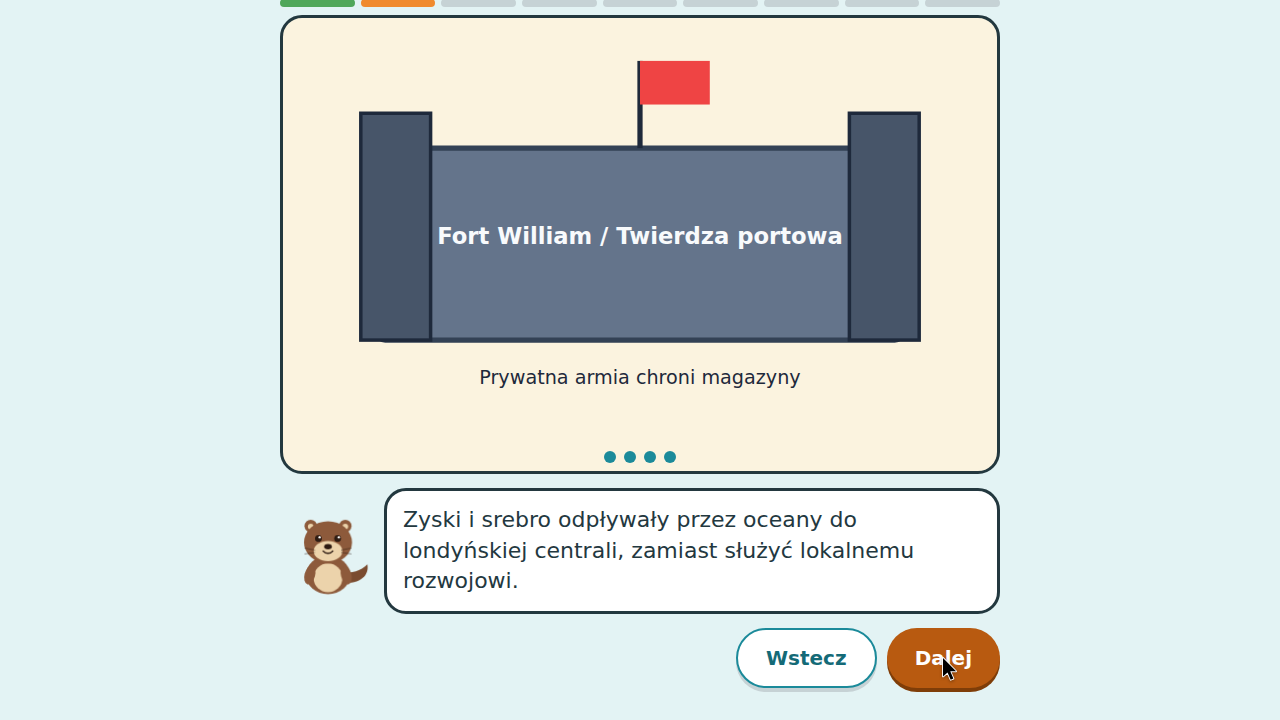 Fort William / Twierdza portowa
Prywatna armia chroni magazyny
Zyski i srebro odpływały przez oceany do
londyńskiej centrali, zamiast służyć lokalnemu
rozwojowi.
Wstecz
Dalej